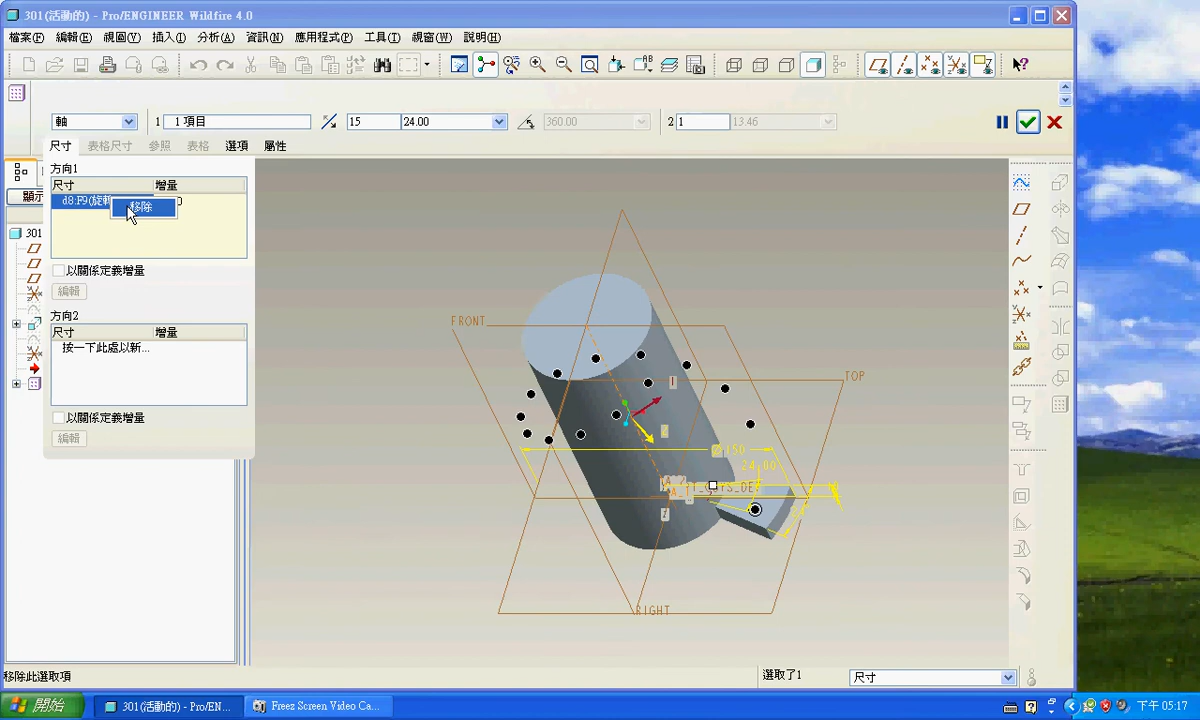 301(活動的) - Pro/ENGINEER Wildfire 4.0
檔案(F) 編輯(E) 視圖(V) 插入(I) 分析(A) 資訊(N) 應用程式(P) 工具(T) 視窗(W) 說明(H)
軸 1 1 項目 15 24.00 360.00 2 1 13.46
尺寸 表格尺寸 參照 表格 選項 屬性
方向1
尺寸 增量
d8:F9(旋轉
移除
以關係定義增量
編輯
方向2
尺寸 增量
按一下此處以新...
以關係定義增量
編輯
顯示
301
FRONT
TOP
Ø150
24.00
RIGHT
移除此選取項
選取了1
尺寸
開始
301(活動的) - Pro/EN...
Freez Screen Video Ca...
下午 05:17